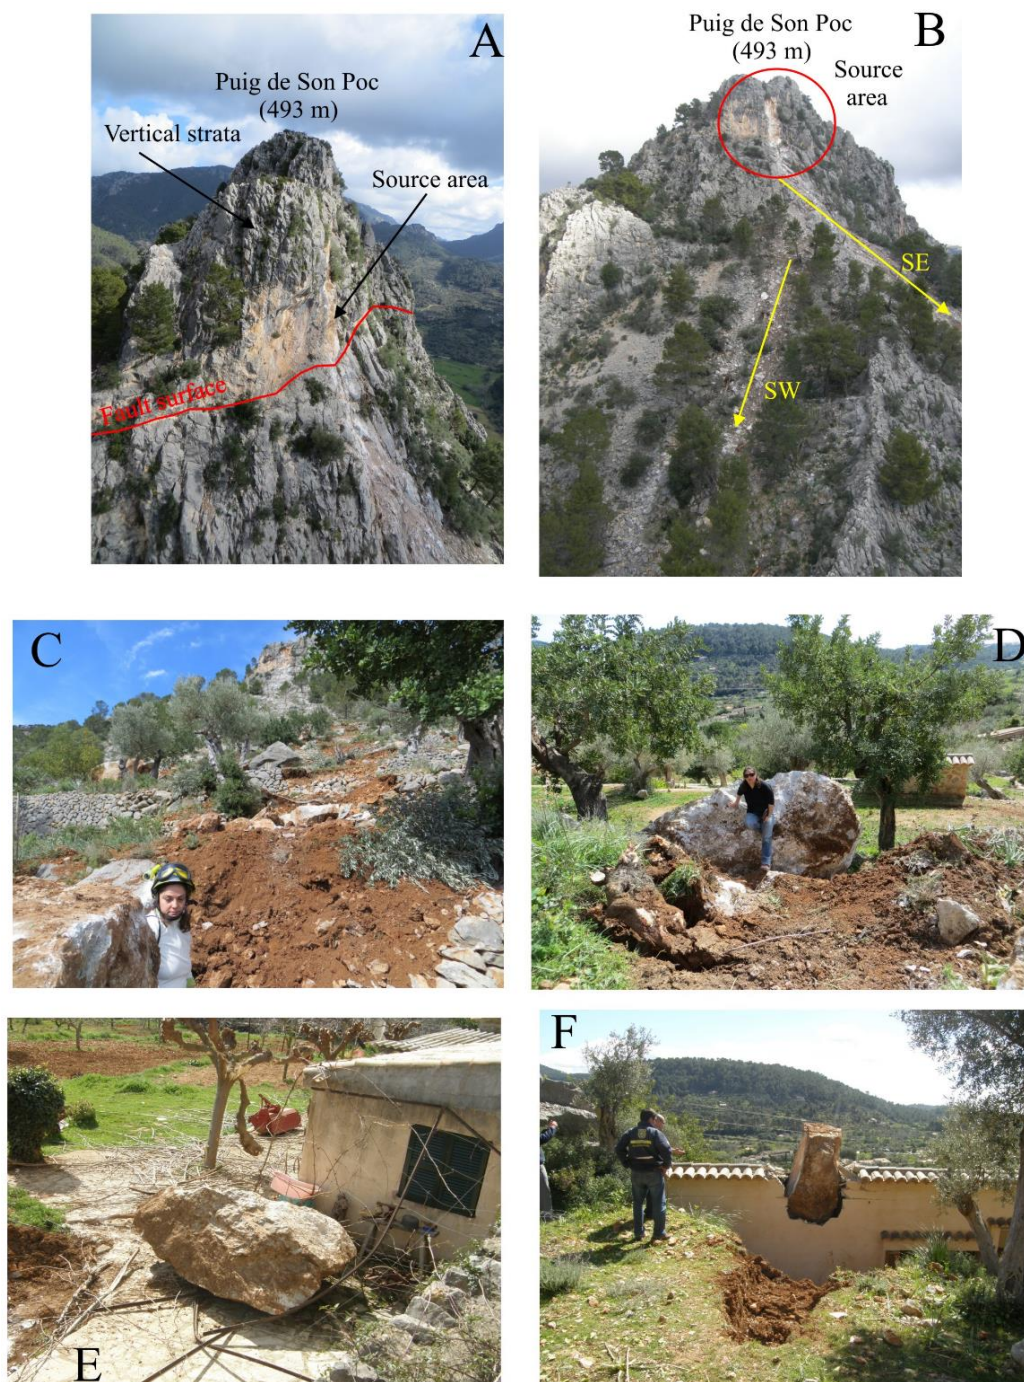 A
Puig de Son Poc
(493 m)
Vertical strata
Source area
Fault surface
B
Puig de Son Poc
(493 m)
Source
area
SE
SW
C
D
E
F